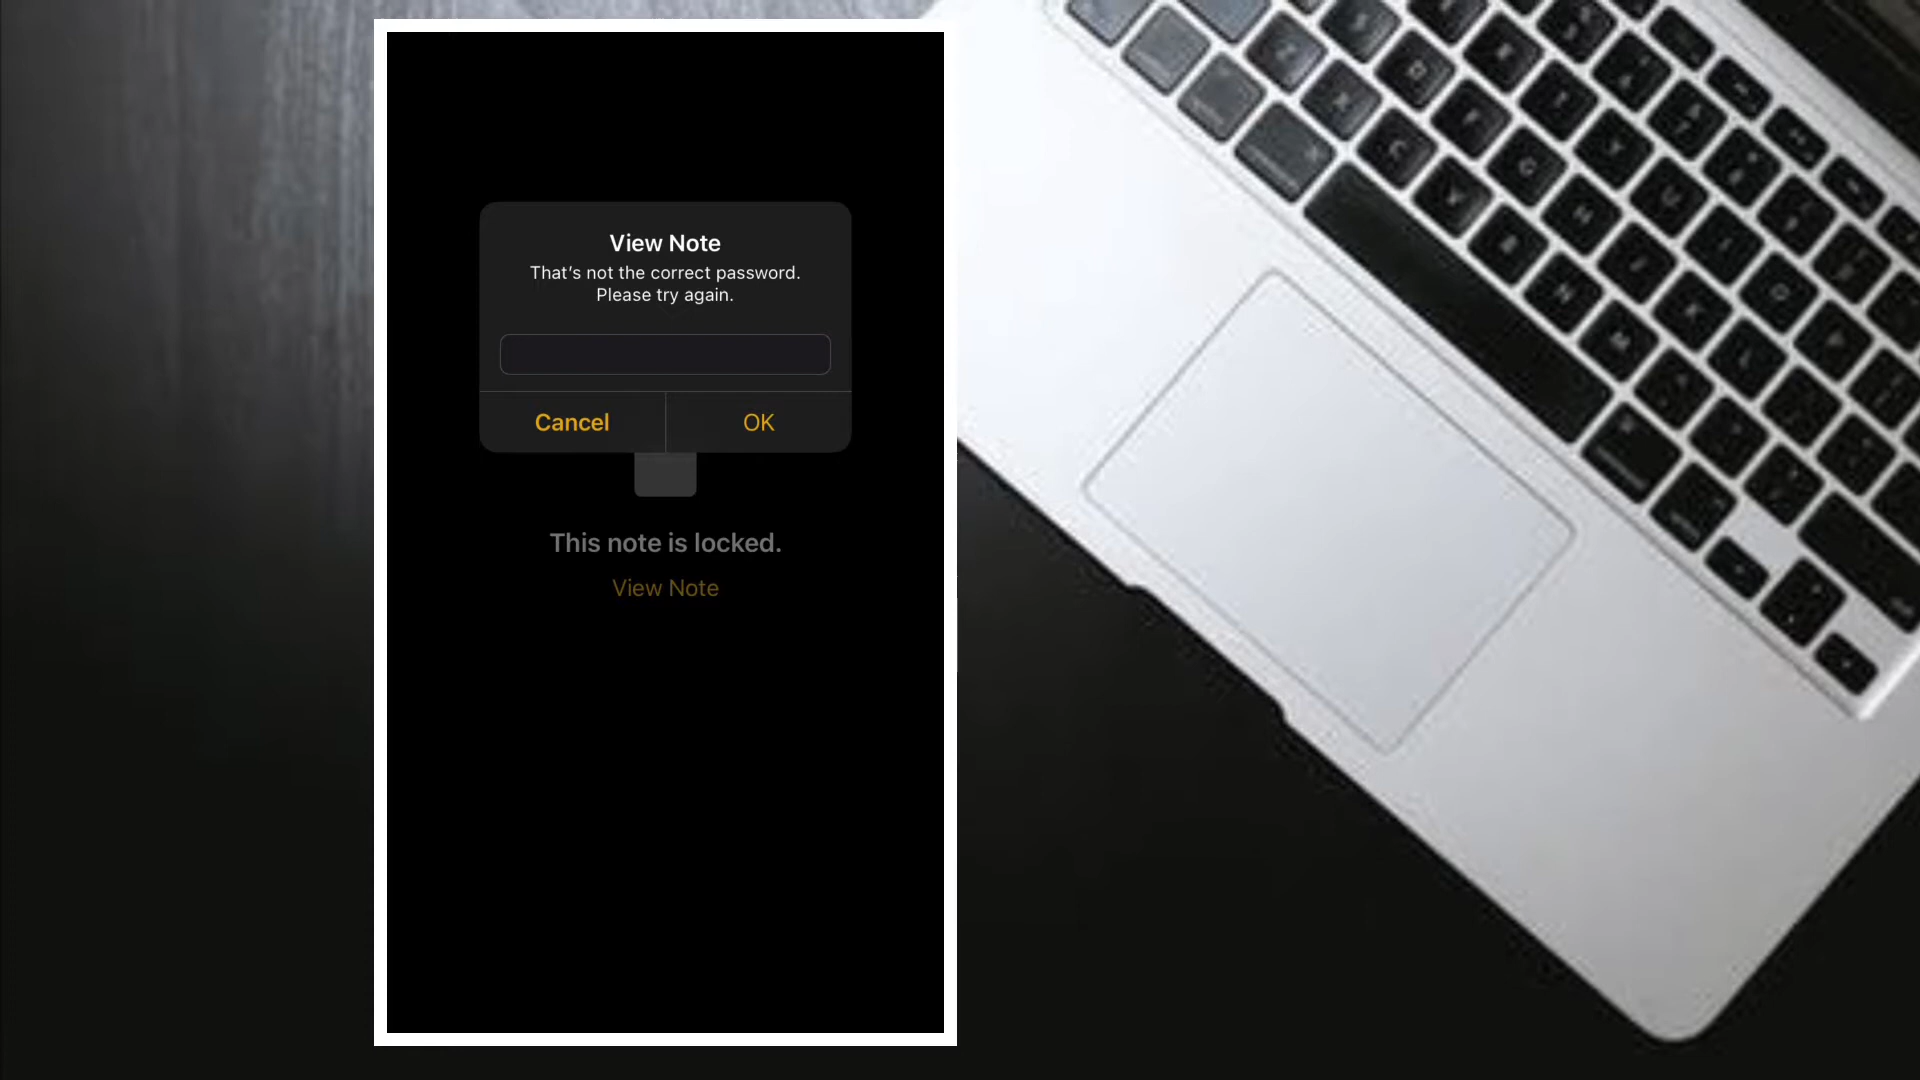 View Note
That's not the correct password.
Please try again.
Cancel
OK
This note is locked.
View Note